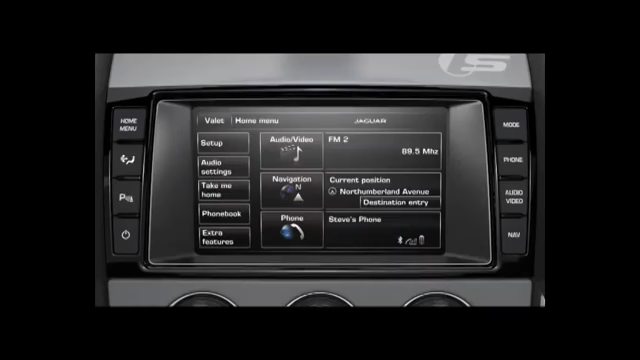 S
HOME
MENU
Valet
Home menu
JAGUAR
MODE
Setup
Audio/Video
FM 2
89.5 Mhz
Audio
settings
PHONE
Take me
home
Navigation
N
Current position
Northumberland Avenue
Destination entry
AUDIO
VIDEO
P
Phonebook
Phone
Steve's Phone
Extra
features
NAV